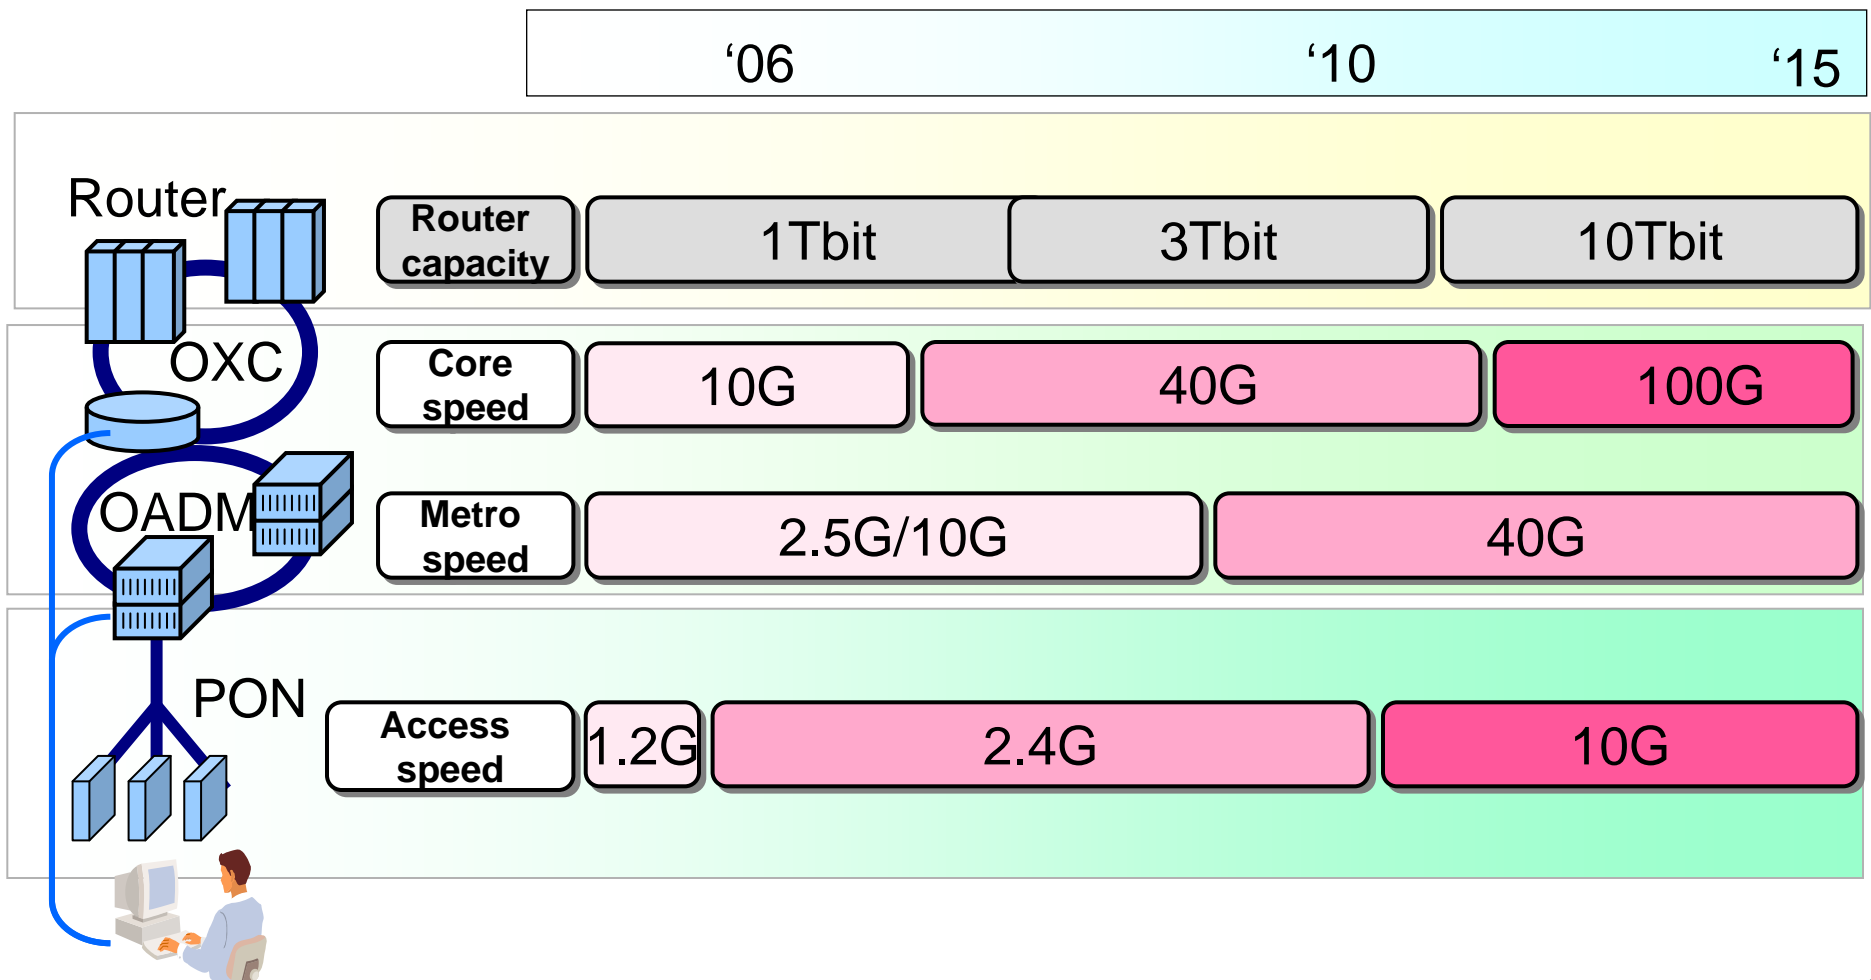 ‘06 ‘10 ‘15
Router
Router
capacity
1Tbit 3Tbit 10Tbit
OXC
Core
speed
10G 40G 100G
OADM
Metro
speed
2.5G/10G 40G
PON
Access
speed
1.2G 2.4G 10G